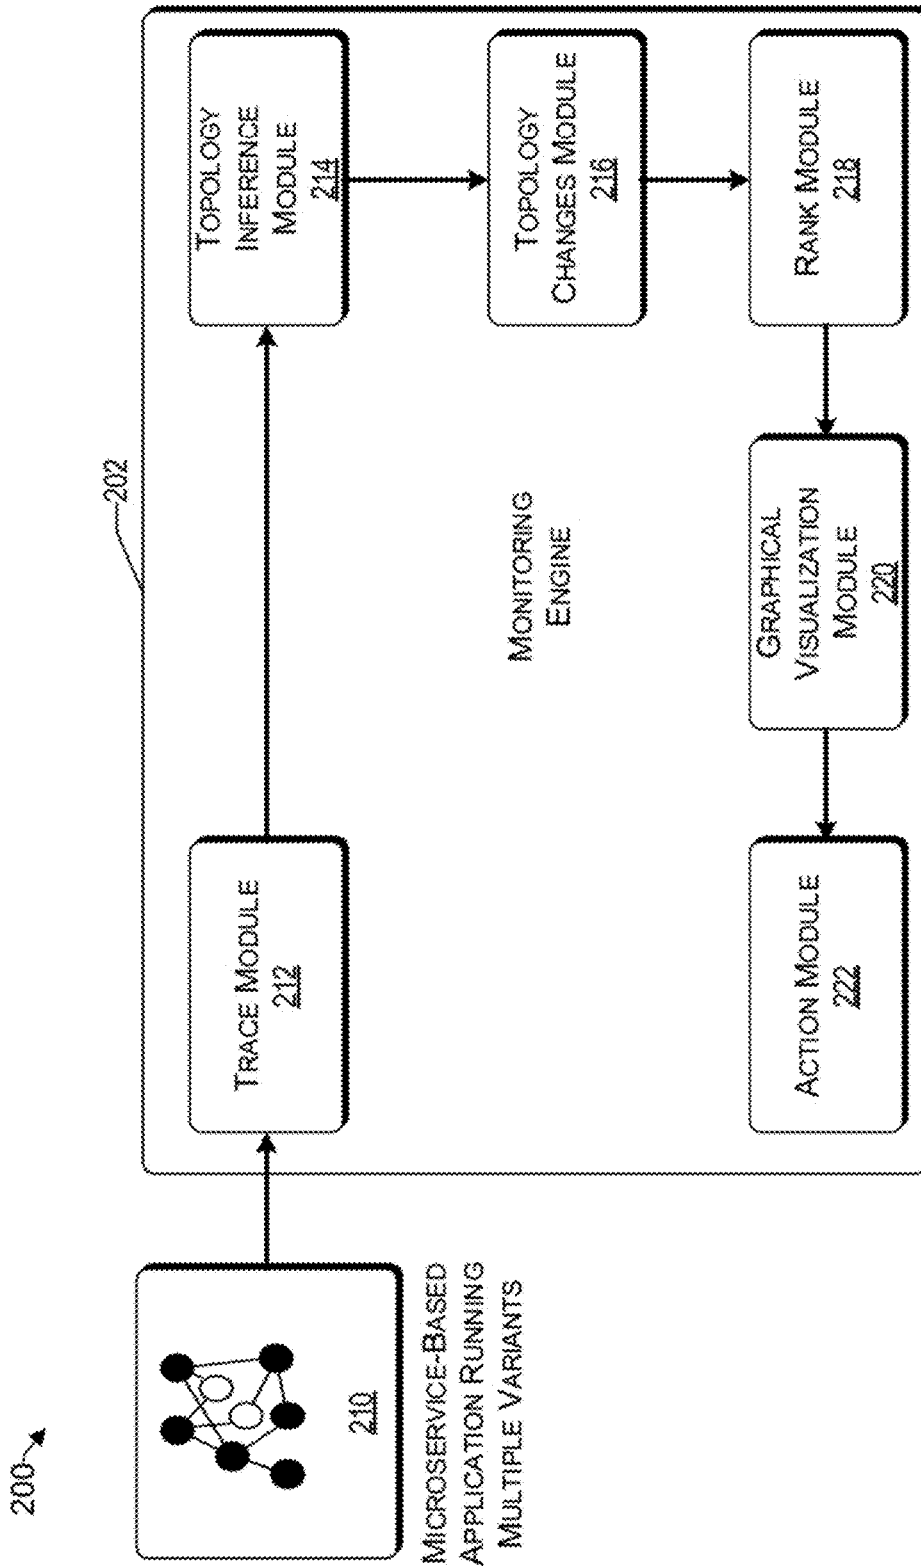 200
202
210
MICROSERVICE-BASED
APPLICATION RUNNING
MULTIPLE VARIANTS
TRACE MODULE
212
TOPOLOGY
INFERENCE
MODULE
214
MONITORING
ENGINE
TOPOLOGY
CHANGES MODULE
216
ACTION MODULE
222
GRAPHICAL
VISUALIZATION
MODULE
220
RANK MODULE
218